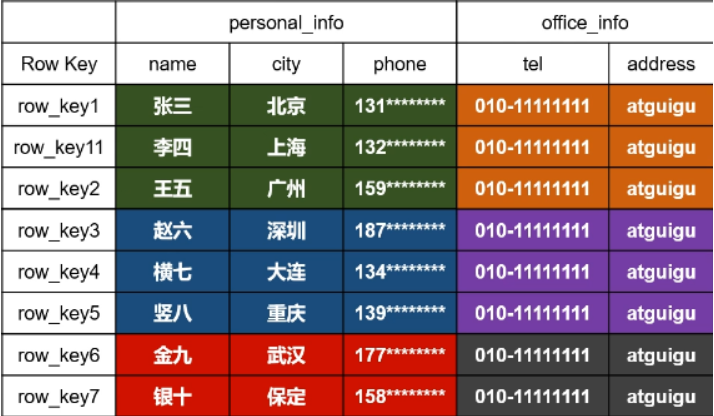 personal_info office_info
Row Key name city phone tel address
row_key1 张三 北京 131******** 010-11111111 atguigu
row_key11 李四 上海 132******** 010-11111111 atguigu
row_key2 王五 广州 159******** 010-11111111 atguigu
row_key3 赵六 深圳 187******** 010-11111111 atguigu
row_key4 横七 大连 134******** 010-11111111 atguigu
row_key5 竖八 重庆 139******** 010-11111111 atguigu
row_key6 金九 武汉 177******** 010-11111111 atguigu
row_key7 银十 保定 158******** 010-11111111 atguigu